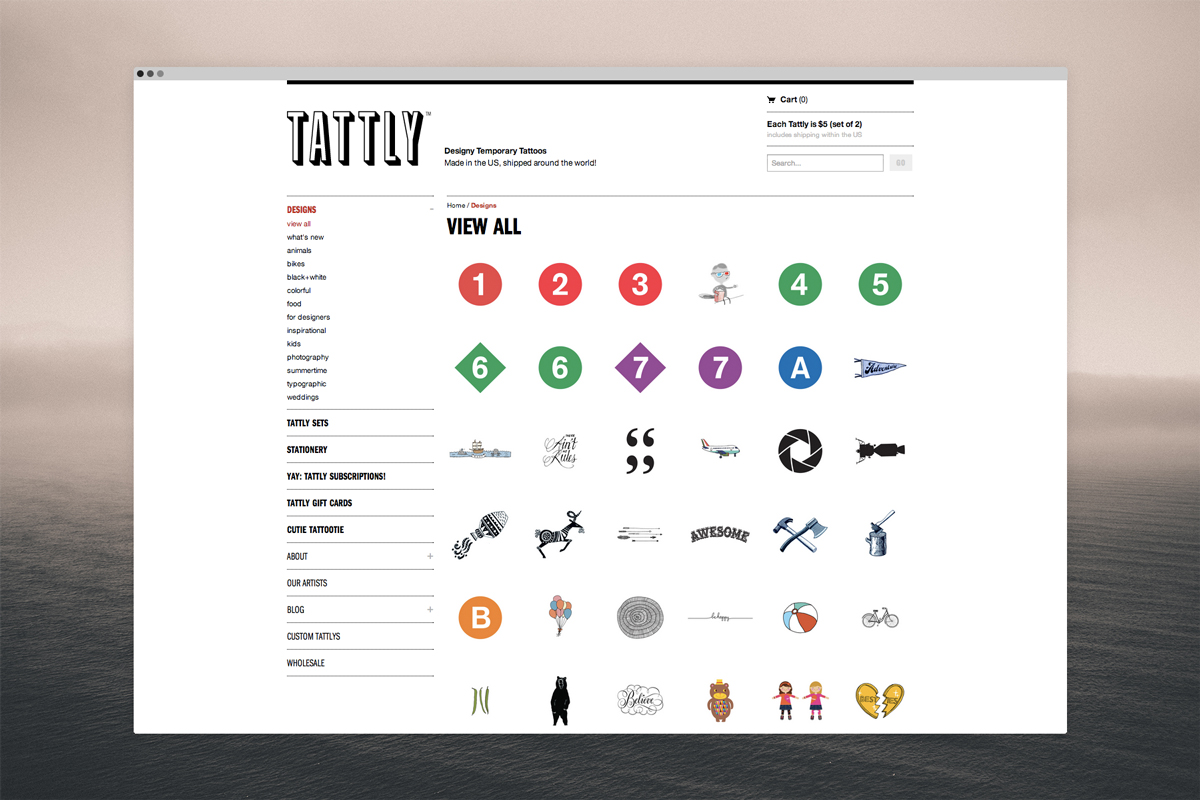 TATTLY™
Designy Temporary Tattoos
Made in the US, shipped around the world!
Cart (0)
Each Tattly is $5 (set of 2)
includes shipping within the US
Search...
GO
DESIGNS
view all
what's new
animals
bikes
black+white
colorful
food
for designers
inspirational
kids
photography
summertime
typographic
weddings
TATTLY SETS
STATIONERY
YAY: TATTLY SUBSCRIPTIONS!
TATTLY GIFT CARDS
CUTIE TATTOOTIE
ABOUT
OUR ARTISTS
BLOG
CUSTOM TATTLYS
WHOLESALE
Home / Designs
VIEW ALL
1 2 3 4 5
6 6 7 7 A Adventure
Ain't Rules
AWESOME
B be happy
Believe BEST IES